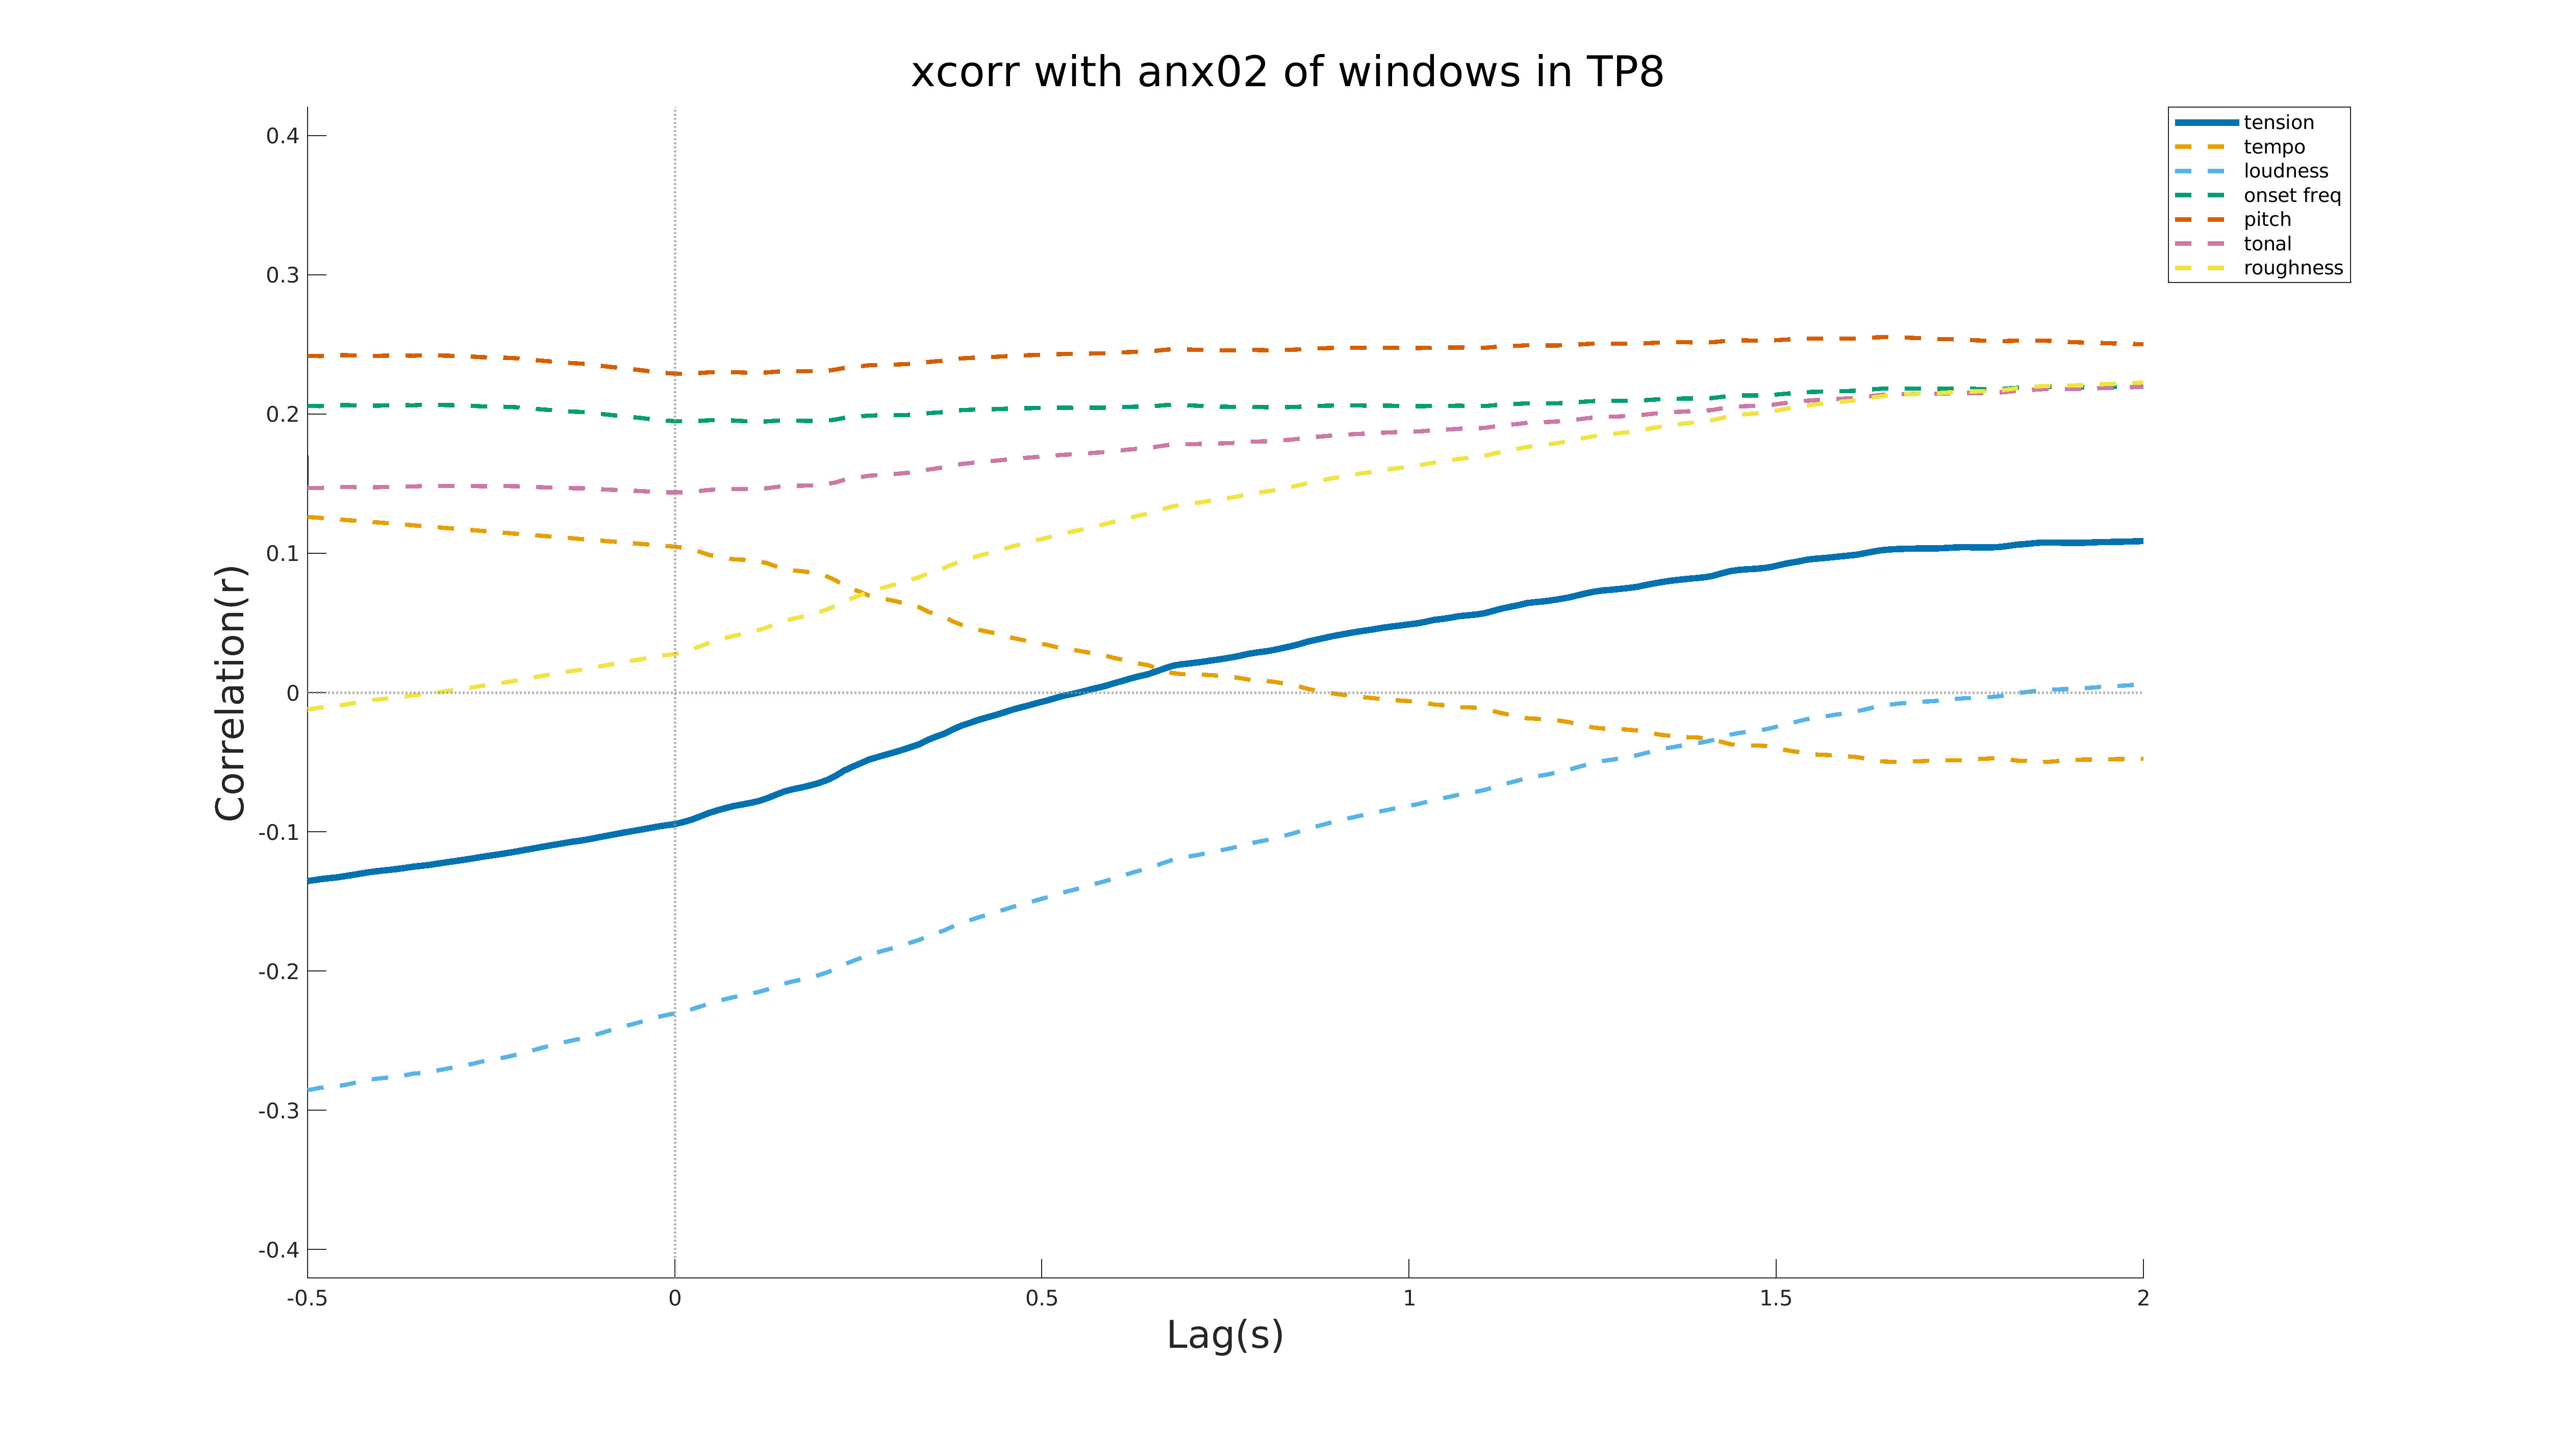 xcorr with anx02 of windows in TP8
tension
tempo
loudness
onset freq
pitch
tonal
roughness
0.4
0.3
0.2
0.1
0
-0.1
-0.2
-0.3
-0.4
Correlation(r)
-0.5 0 0.5 1 1.5 2
Lag(s)